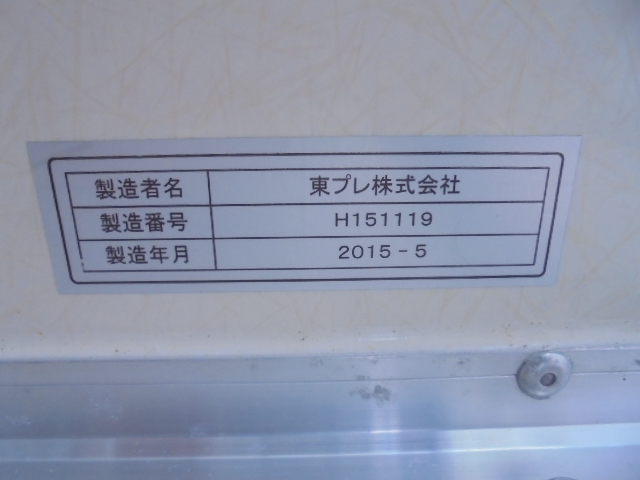 製造者名 東プレ株式会社
製造番号 H151119
製造年月 2015-5